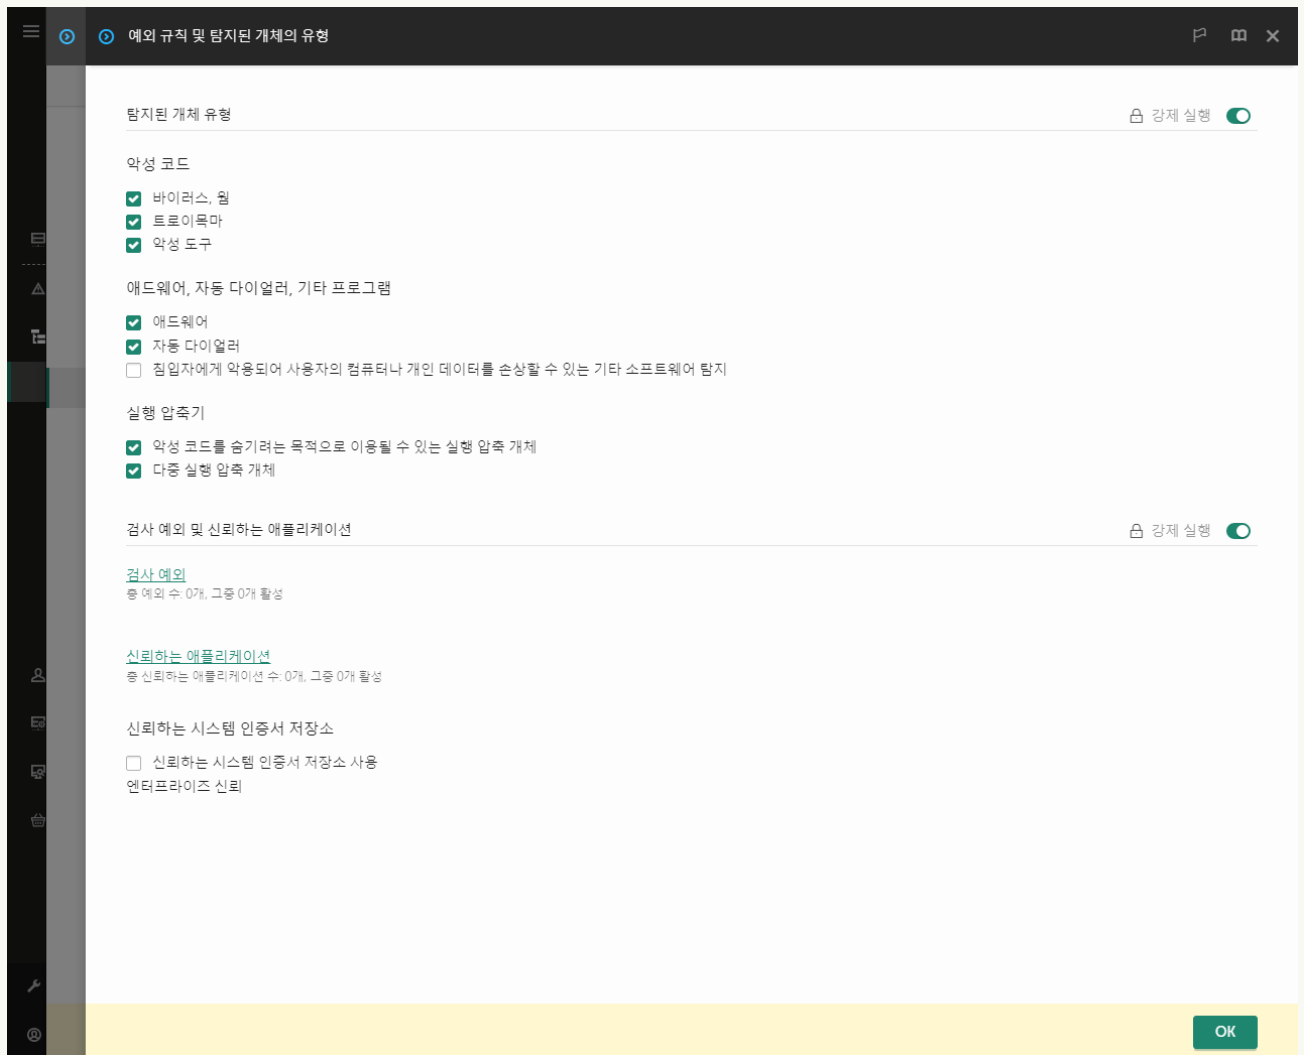 예외 규칙 및 탐지된 개체의 유형
탐지된 개체 유형
강제 실행
악성 코드
바이러스, 웜
트로이목마
악성 도구
애드웨어, 자동 다이얼러, 기타 프로그램
애드웨어
자동 다이얼러
침입자에게 악용되어 사용자의 컴퓨터나 개인 데이터를 손상할 수 있는 기타 소프트웨어 탐지
실행 압축기
악성 코드를 숨기려는 목적으로 이용될 수 있는 실행 압축 개체
다중 실행 압축 개체
검사 예외 및 신뢰하는 애플리케이션
강제 실행
검사 예외
총 예외 수: 0개, 그중 0개 활성
신뢰하는 애플리케이션
총 신뢰하는 애플리케이션 수: 0개, 그중 0개 활성
신뢰하는 시스템 인증서 저장소
신뢰하는 시스템 인증서 저장소 사용
엔터프라이즈 신뢰
OK